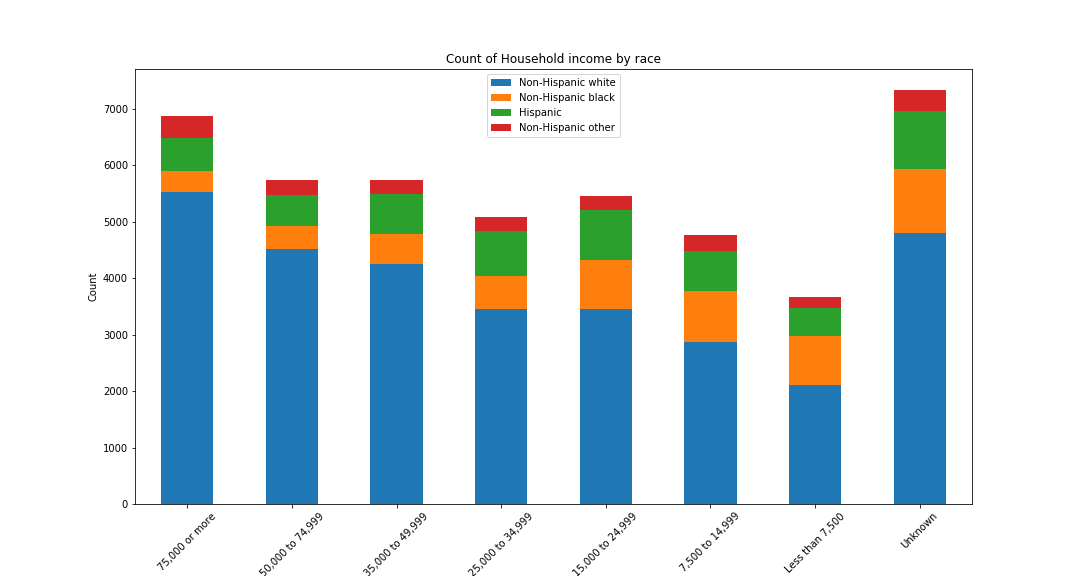 Count of Household income by race
Non-Hispanic white
Non-Hispanic black
Hispanic
Non-Hispanic other
7000
6000
5000
4000
3000
2000
1000
0
Count
75,000 or more
50,000 to 74,999
35,000 to 49,999
25,000 to 34,999
15,000 to 24,999
7,500 to 14,999
Less than 7,500
Unknown